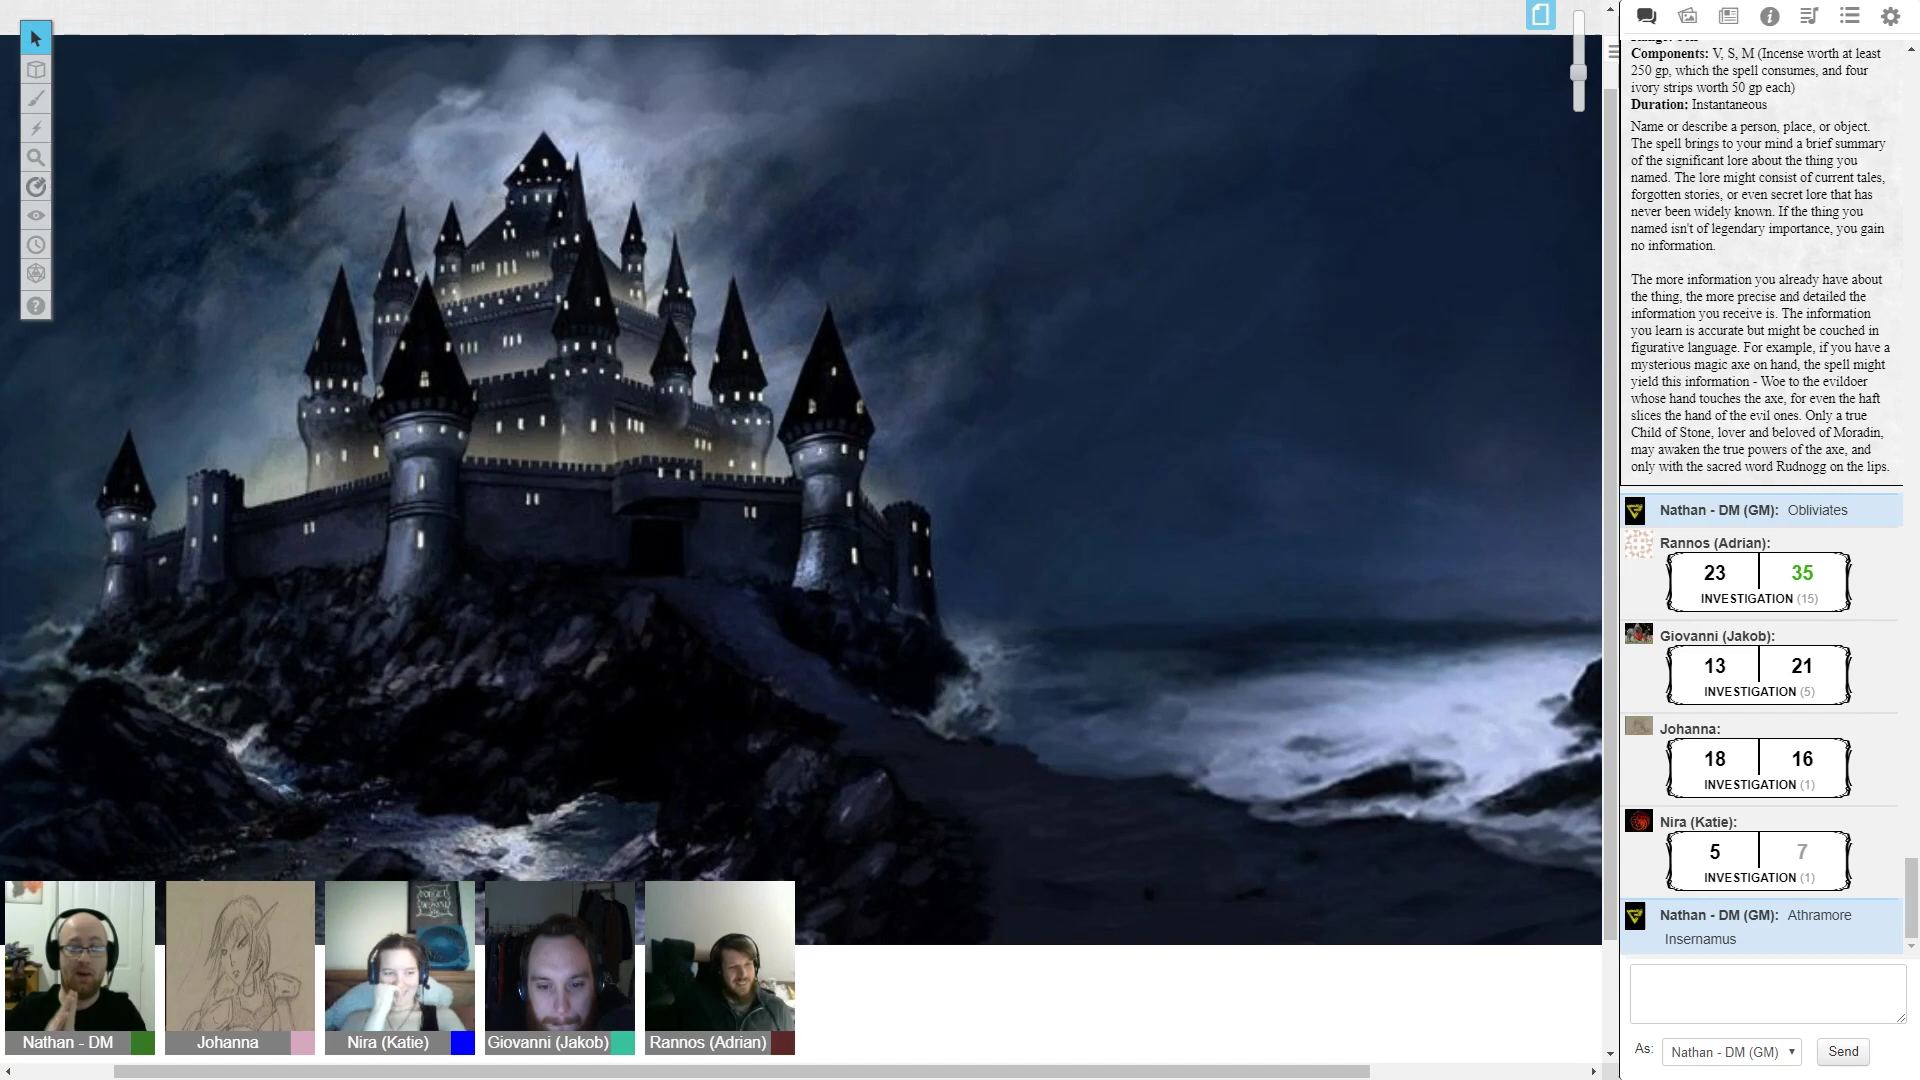 Components: V, S, M (Incense worth at least
250 gp, which the spell consumes, and four
ivory strips worth 50 gp each)
Duration: Instantaneous
Name or describe a person, place, or object.
The spell brings to your mind a brief summary
of the significant lore about the thing you
named. The lore might consist of current tales,
forgotten stories, or even secret lore that has
never been widely known. If the thing you
named isn't of legendary importance, you gain
no information.
The more information you already have about
the thing, the more precise and detailed the
information you receive is. The information
you learn is accurate but might be couched in
figurative language. For example, if you have a
mysterious magic axe on hand, the spell might
yield this information - Woe to the evildoer
whose hand touches the axe, for even the haft
slices the hand of the evil ones. Only a true
Child of Stone, lover and beloved of Moradin,
may awaken the true powers of the axe, and
only with the sacred word Rudnogg on the lips.
Nathan - DM (GM): Obliviates
Rannos (Adrian):
23 35
INVESTIGATION (15)
Giovanni (Jakob):
13 21
INVESTIGATION (5)
Johanna:
18 16
INVESTIGATION (1)
Nira (Katie):
5 7
INVESTIGATION (1)
Nathan - DM (GM): Athramore
Insernamus
As: Nathan - DM (GM) Send
Nathan - DM
Johanna
Nira (Katie)
Giovanni (Jakob)
Rannos (Adrian)